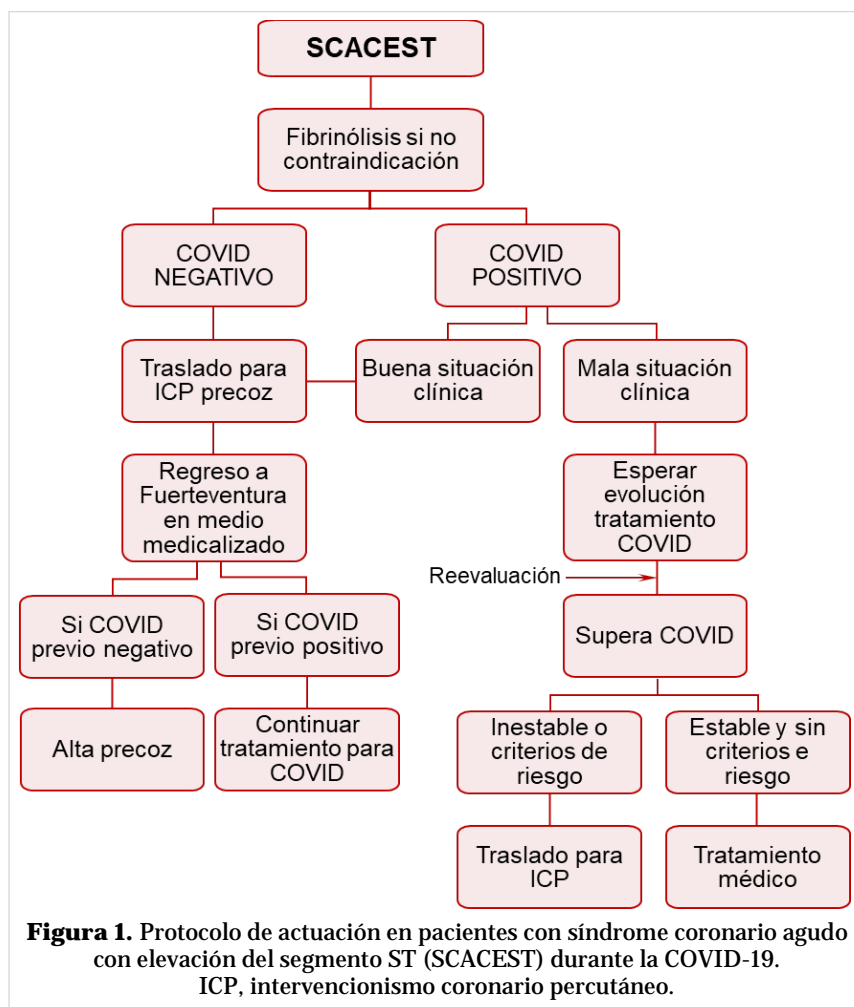 SCACEST
Fibrinólisis si no
contraindicación
COVID
NEGATIVO
COVID
POSITIVO
Traslado para
ICP precoz
Buena situación
clínica
Mala situación
clínica
Regreso a
Fuerteventura
en medio
medicalizado
Esperar
evolución
tratamiento
COVID
Reevaluación
Si COVID
previo negativo
Si COVID
previo positivo
Supera COVID
Alta precoz
Continuar
tratamiento para
COVID
Inestable o
criterios de
riesgo
Estable y sin
criterios e
riesgo
Traslado para
ICP
Tratamiento
médico
Figura 1. Protocolo de actuación en pacientes con síndrome coronario agudo
con elevación del segmento ST (SCACEST) durante la COVID-19.
ICP, intervencionismo coronario percutáneo.